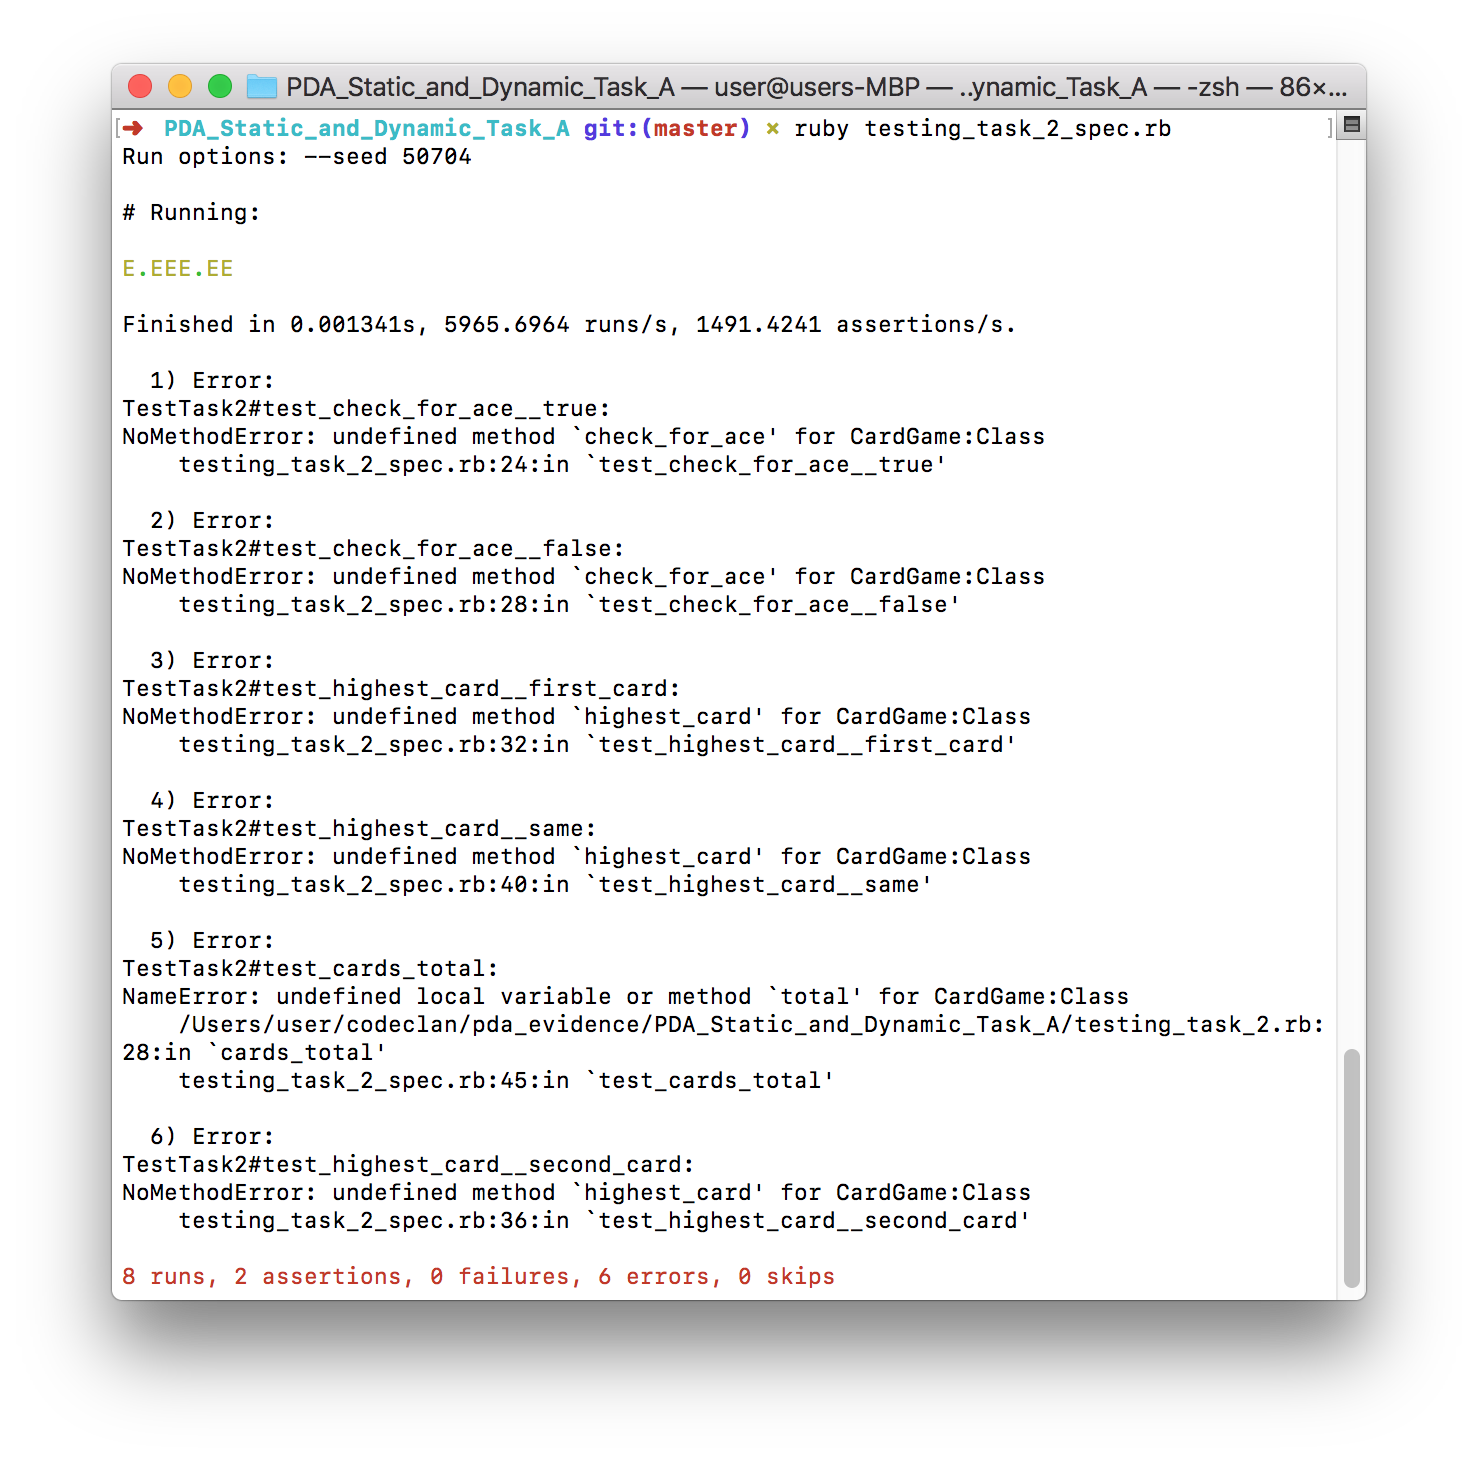 PDA_Static_and_Dynamic_Task_A — user@users-MBP — ..ynamic_Task_A — -zsh — 86×...
[➜  PDA_Static_and_Dynamic_Task_A git:(master) × ruby testing_task_2_spec.rb ]
Run options: --seed 50704
# Running:
E.EEE.EE
Finished in 0.001341s, 5965.6964 runs/s, 1491.4241 assertions/s.
1) Error:
TestTask2#test_check_for_ace__true:
NoMethodError: undefined method `check_for_ace' for CardGame:Class
testing_task_2_spec.rb:24:in `test_check_for_ace__true'
2) Error:
TestTask2#test_check_for_ace__false:
NoMethodError: undefined method `check_for_ace' for CardGame:Class
testing_task_2_spec.rb:28:in `test_check_for_ace__false'
3) Error:
TestTask2#test_highest_card__first_card:
NoMethodError: undefined method `highest_card' for CardGame:Class
testing_task_2_spec.rb:32:in `test_highest_card__first_card'
4) Error:
TestTask2#test_highest_card__same:
NoMethodError: undefined method `highest_card' for CardGame:Class
testing_task_2_spec.rb:40:in `test_highest_card__same'
5) Error:
TestTask2#test_cards_total:
NameError: undefined local variable or method `total' for CardGame:Class
/Users/user/codeclan/pda_evidence/PDA_Static_and_Dynamic_Task_A/testing_task_2.rb:
28:in `cards_total'
testing_task_2_spec.rb:45:in `test_cards_total'
6) Error:
TestTask2#test_highest_card__second_card:
NoMethodError: undefined method `highest_card' for CardGame:Class
testing_task_2_spec.rb:36:in `test_highest_card__second_card'
8 runs, 2 assertions, 0 failures, 6 errors, 0 skips